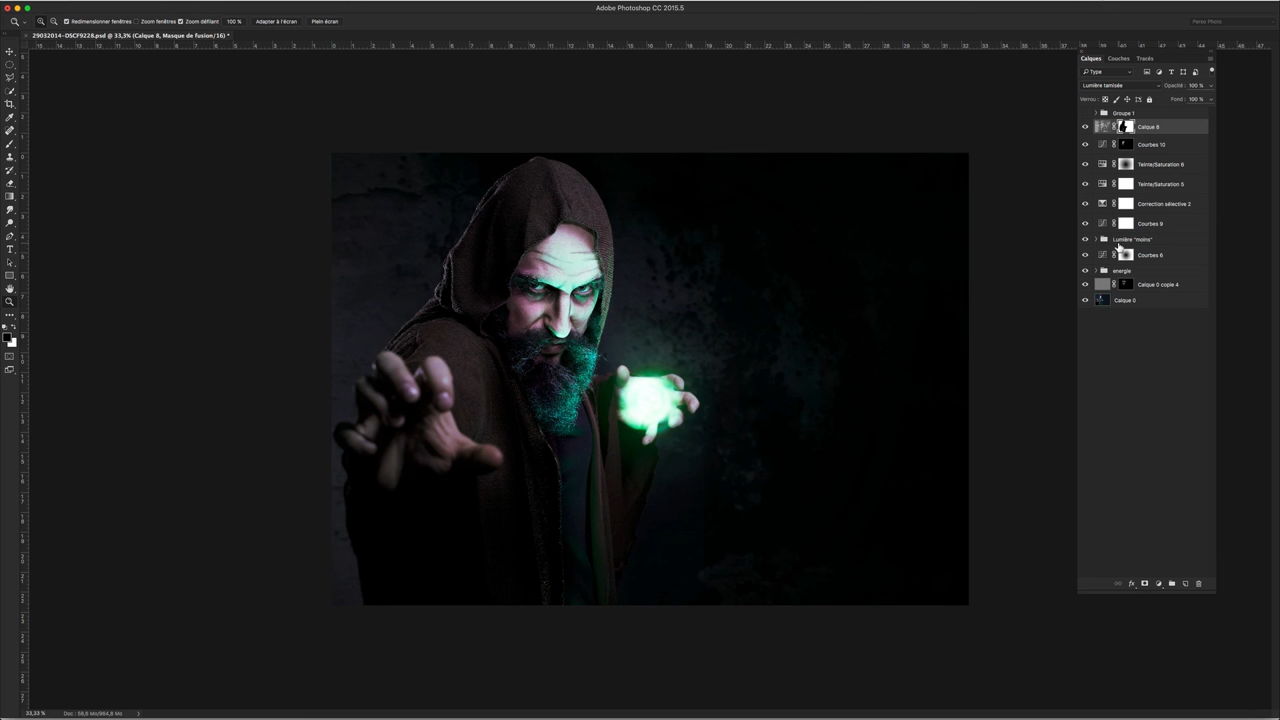 Adobe Photoshop CC 2015.5
Redimensionner fenêtres Zoom fenêtres Zoom défilant 100 % Adapter à l'écran Plein écran Perez Photo
29032014-DSCF9228.psd @ 33,3% (Calque 8, Masque de fusion/16) *
Calques Couches Tracés
Type
Lumière tamisée Opacité : 100 %
Verrou : Fond : 100 %
Groupe 1
Calque 8
Courbes 10
Teinte/Saturation 6
Teinte/Saturation 5
Correction sélective 2
Courbes 9
Lumière "moins"
Courbes 6
energie
Calque 0 copie 4
Calque 0
33,33 % Doc : 58,6 Mo/964,8 Mo